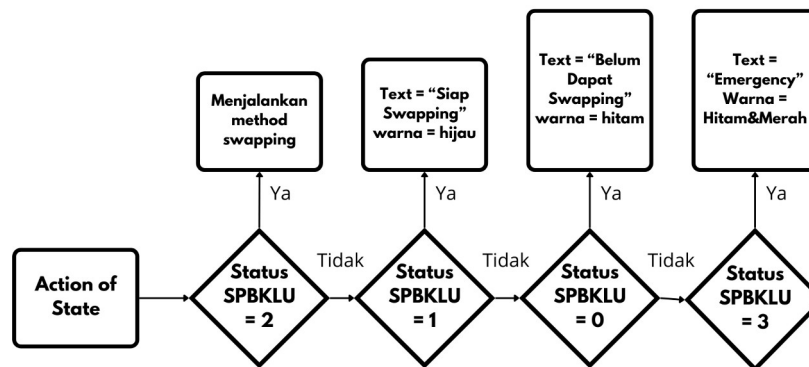 Menjalankan
method
swapping
Text = “Siap
Swapping”
warna = hijau
Text = “Belum
Dapat
Swapping”
warna = hitam
Text =
“Emergency”
Warna =
Hitam&Merah
Ya
Ya
Ya
Ya
Action of
State
Status
SPBKLU
= 2
Tidak
Status
SPBKLU
= 1
Tidak
Status
SPBKLU
= 0
Tidak
Status
SPBKLU
= 3